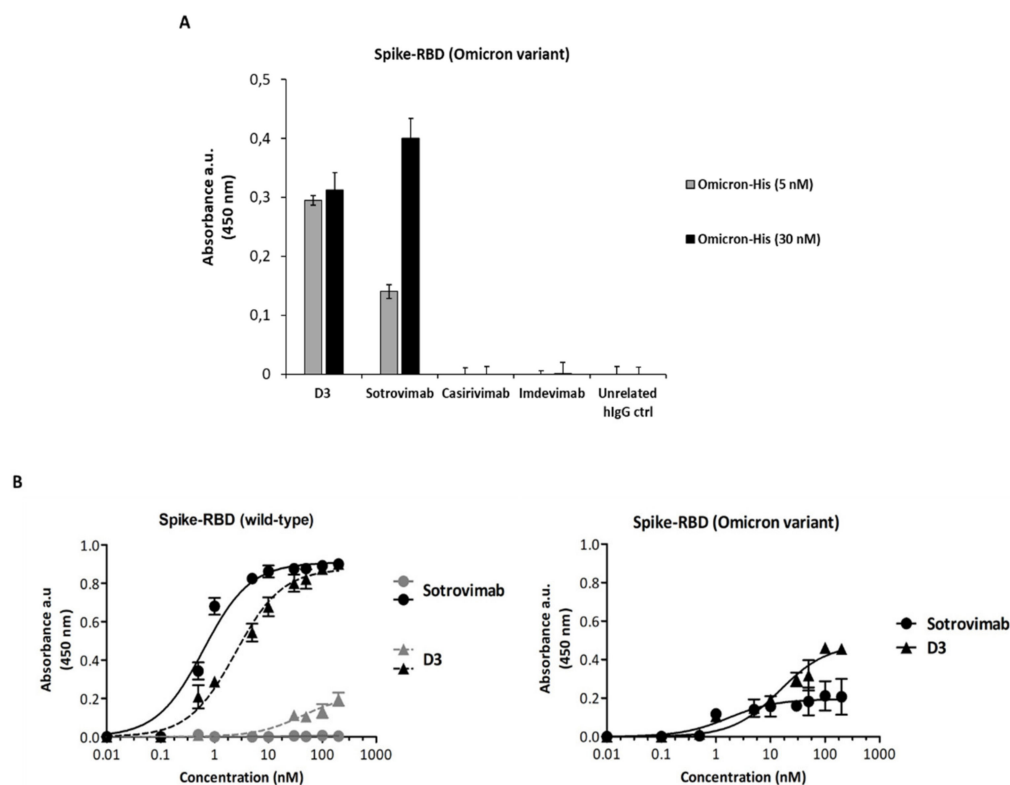 A
Spike-RBD (Omicron variant)
Absorbance a.u.
(450 nm)
0,5
0,4
0,3
0,2
0,1
0
D3 Sotrovimab Casirivimab Imdevimab Unrelated
hIgG ctrl
Omicron-His (5 nM)
Omicron-His (30 nM)
B
Spike-RBD (wild-type)
Absorbance a.u
(450 nm)
1.0
0.8
0.6
0.4
0.2
0.0
0.01 0.1 1 10 100 1000
Concentration (nM)
Sotrovimab
D3
Spike-RBD (Omicron variant)
Absorbance a.u.
(450 nm)
1.0
0.8
0.6
0.4
0.2
0.0
0.01 0.1 1 10 100 1000
Concentration (nM)
Sotrovimab
D3